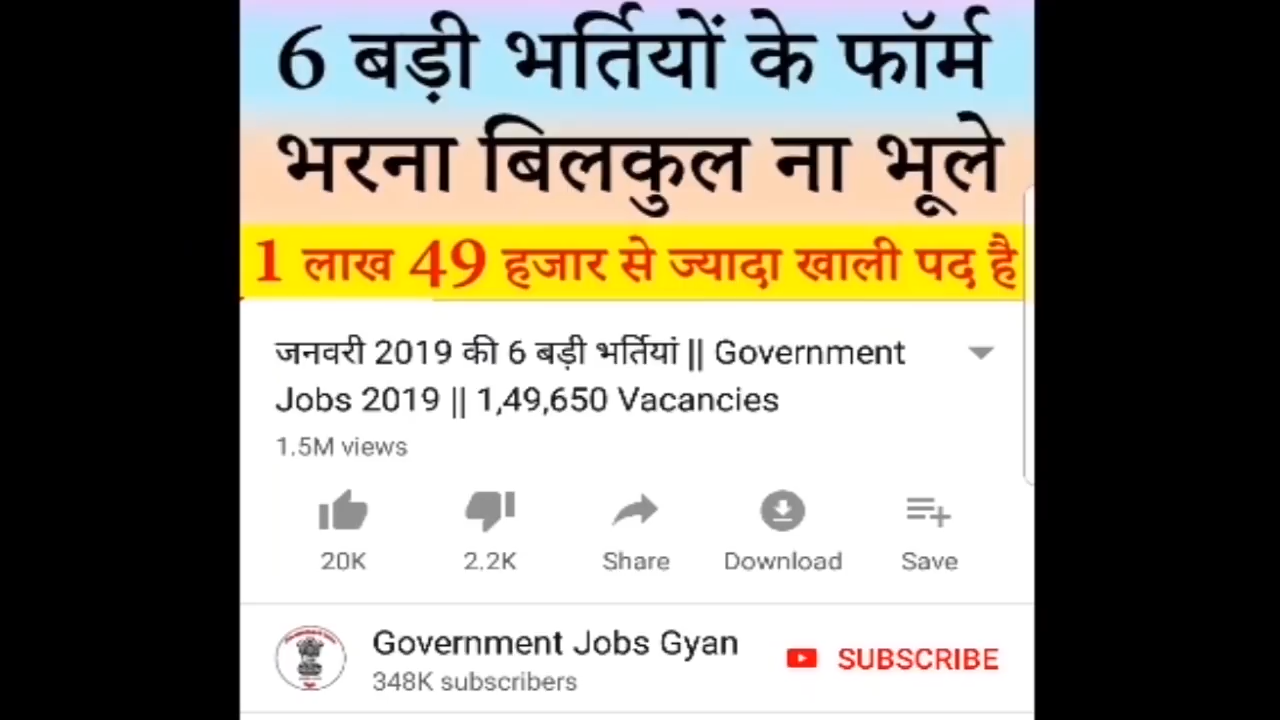 6 बड़ी भर्तियों के फॉर्म
भरना बिलकुल ना भूले
1 लाख 49 हजार से ज्यादा खाली पद है
जनवरी 2019 की 6 बड़ी भर्तियां || Government
Jobs 2019 || 1,49,650 Vacancies
1.5M views
20K 2.2K Share Download Save
Government Jobs Gyan
SUBSCRIBE
348K subscribers